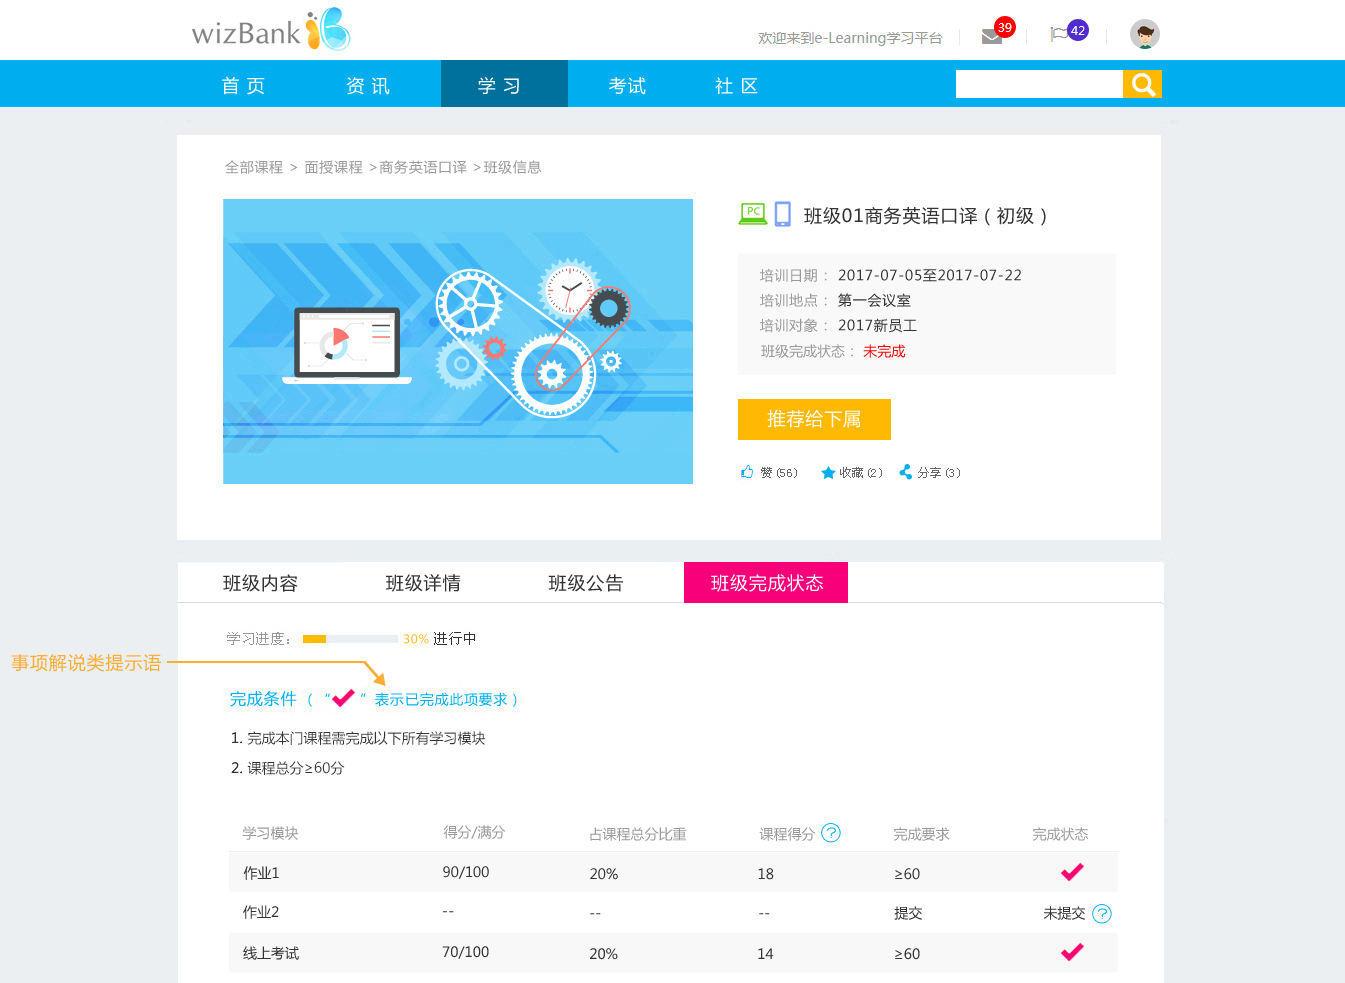 wizBank
欢迎来到e-Learning学习平台
39
42
首 页
资 讯
学 习
考试
社 区
全部课程 > 面授课程 >商务英语口译 >班级信息
PC
班级01商务英语口译（初级）
培训日期： 2017-07-05至2017-07-22
培训地点： 第一会议室
培训对象： 2017新员工
班级完成状态： 未完成
推荐给下属
赞 (56)
收藏 (2)
分享 (3)
班级内容
班级详情
班级公告
班级完成状态
学习进度： 30% 进行中
事项解说类提示语
完成条件（ “✔ ” 表示已完成此项要求）
1. 完成本门课程需完成以下所有学习模块
2. 课程总分≥60分
学习模块 得分/满分 占课程总分比重 课程得分 ? 完成要求 完成状态
作业1 90/100 20% 18 ≥60 ✔
作业2 -- -- -- 提交 未提交 ?
线上考试 70/100 20% 14 ≥60 ✔